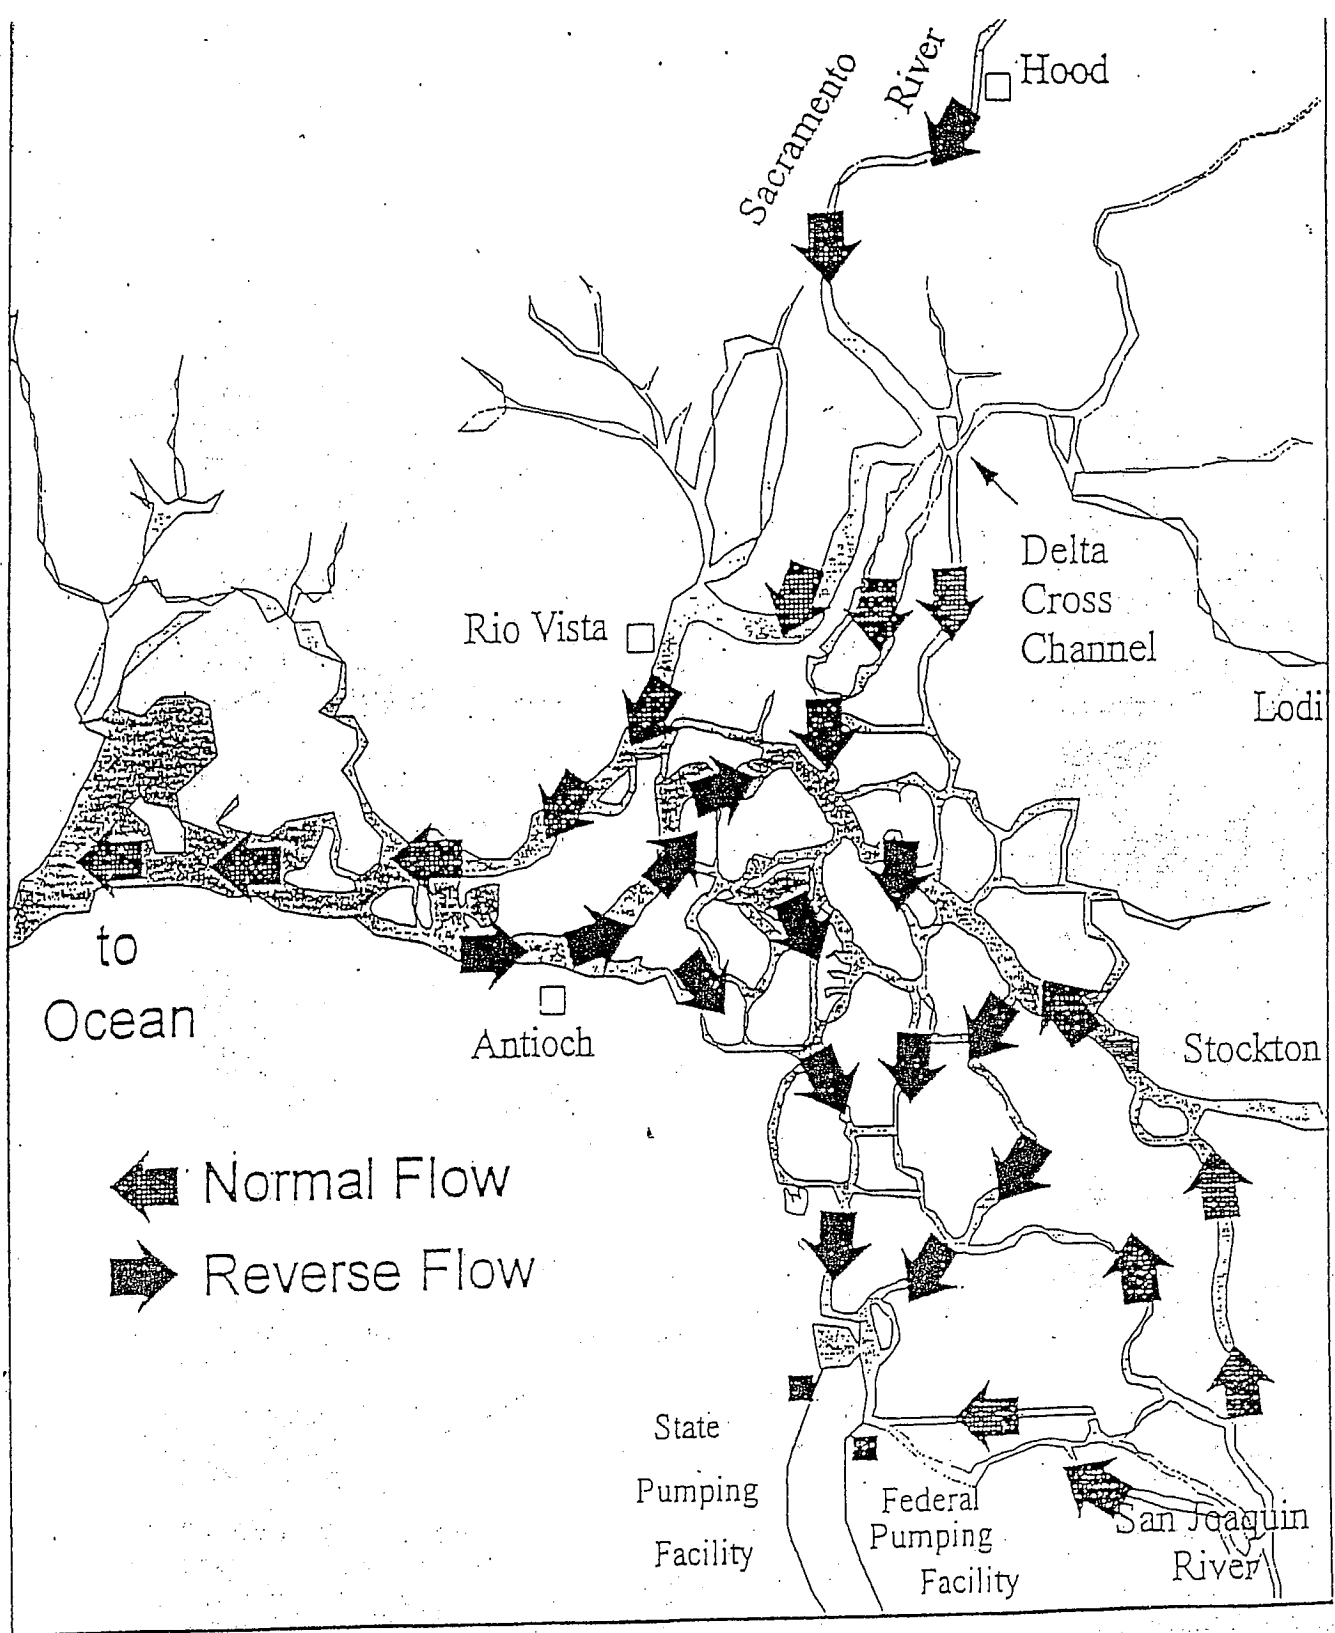 Hood
Sacramento
River
Delta
Cross
Channel
Rio Vista
Lodi
to
Ocean
Antioch
Stockton
Normal Flow
Reverse Flow
State
Pumping
Facility
Federal
Pumping
Facility
San Joaquin
River